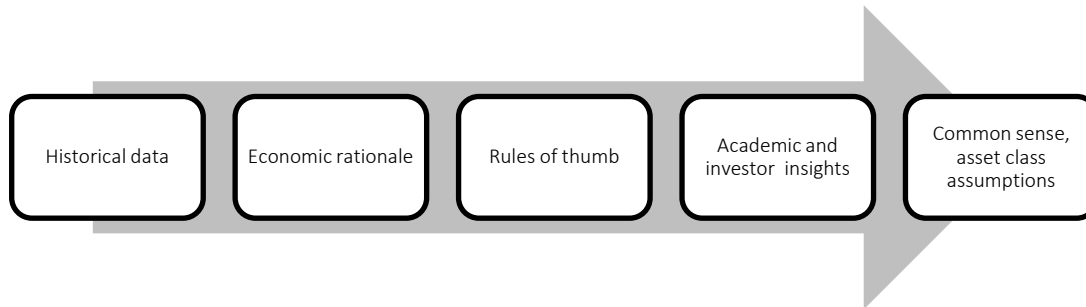 Historical data
Economic rationale
Rules of thumb
Academic and
investor insights
Common sense,
asset class
assumptions